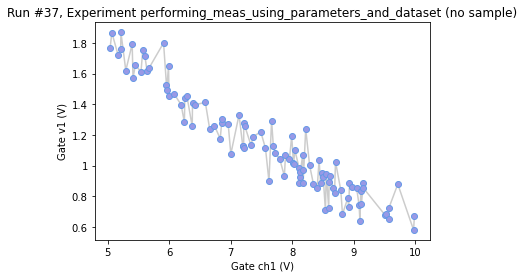 Run #37, Experiment performing_meas_using_parameters_and_dataset (no sample)
Gate v1 (V)
1.8
1.6
1.4
1.2
1
0.8
0.6
5 6 7 8 9 10
Gate ch1 (V)